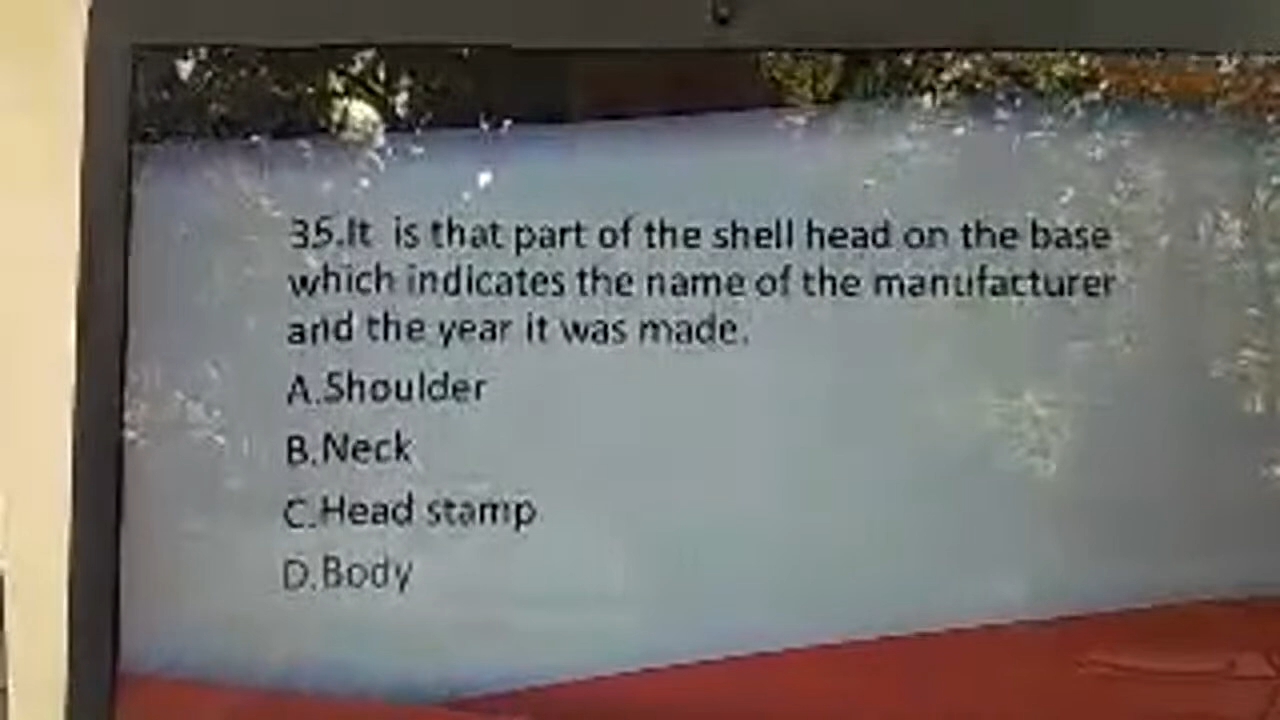 35.It is that part of the shell head on the base
which indicates the name of the manufacturer
and the year it was made.
A.Shoulder
B.Neck
C.Head stamp
D.Body